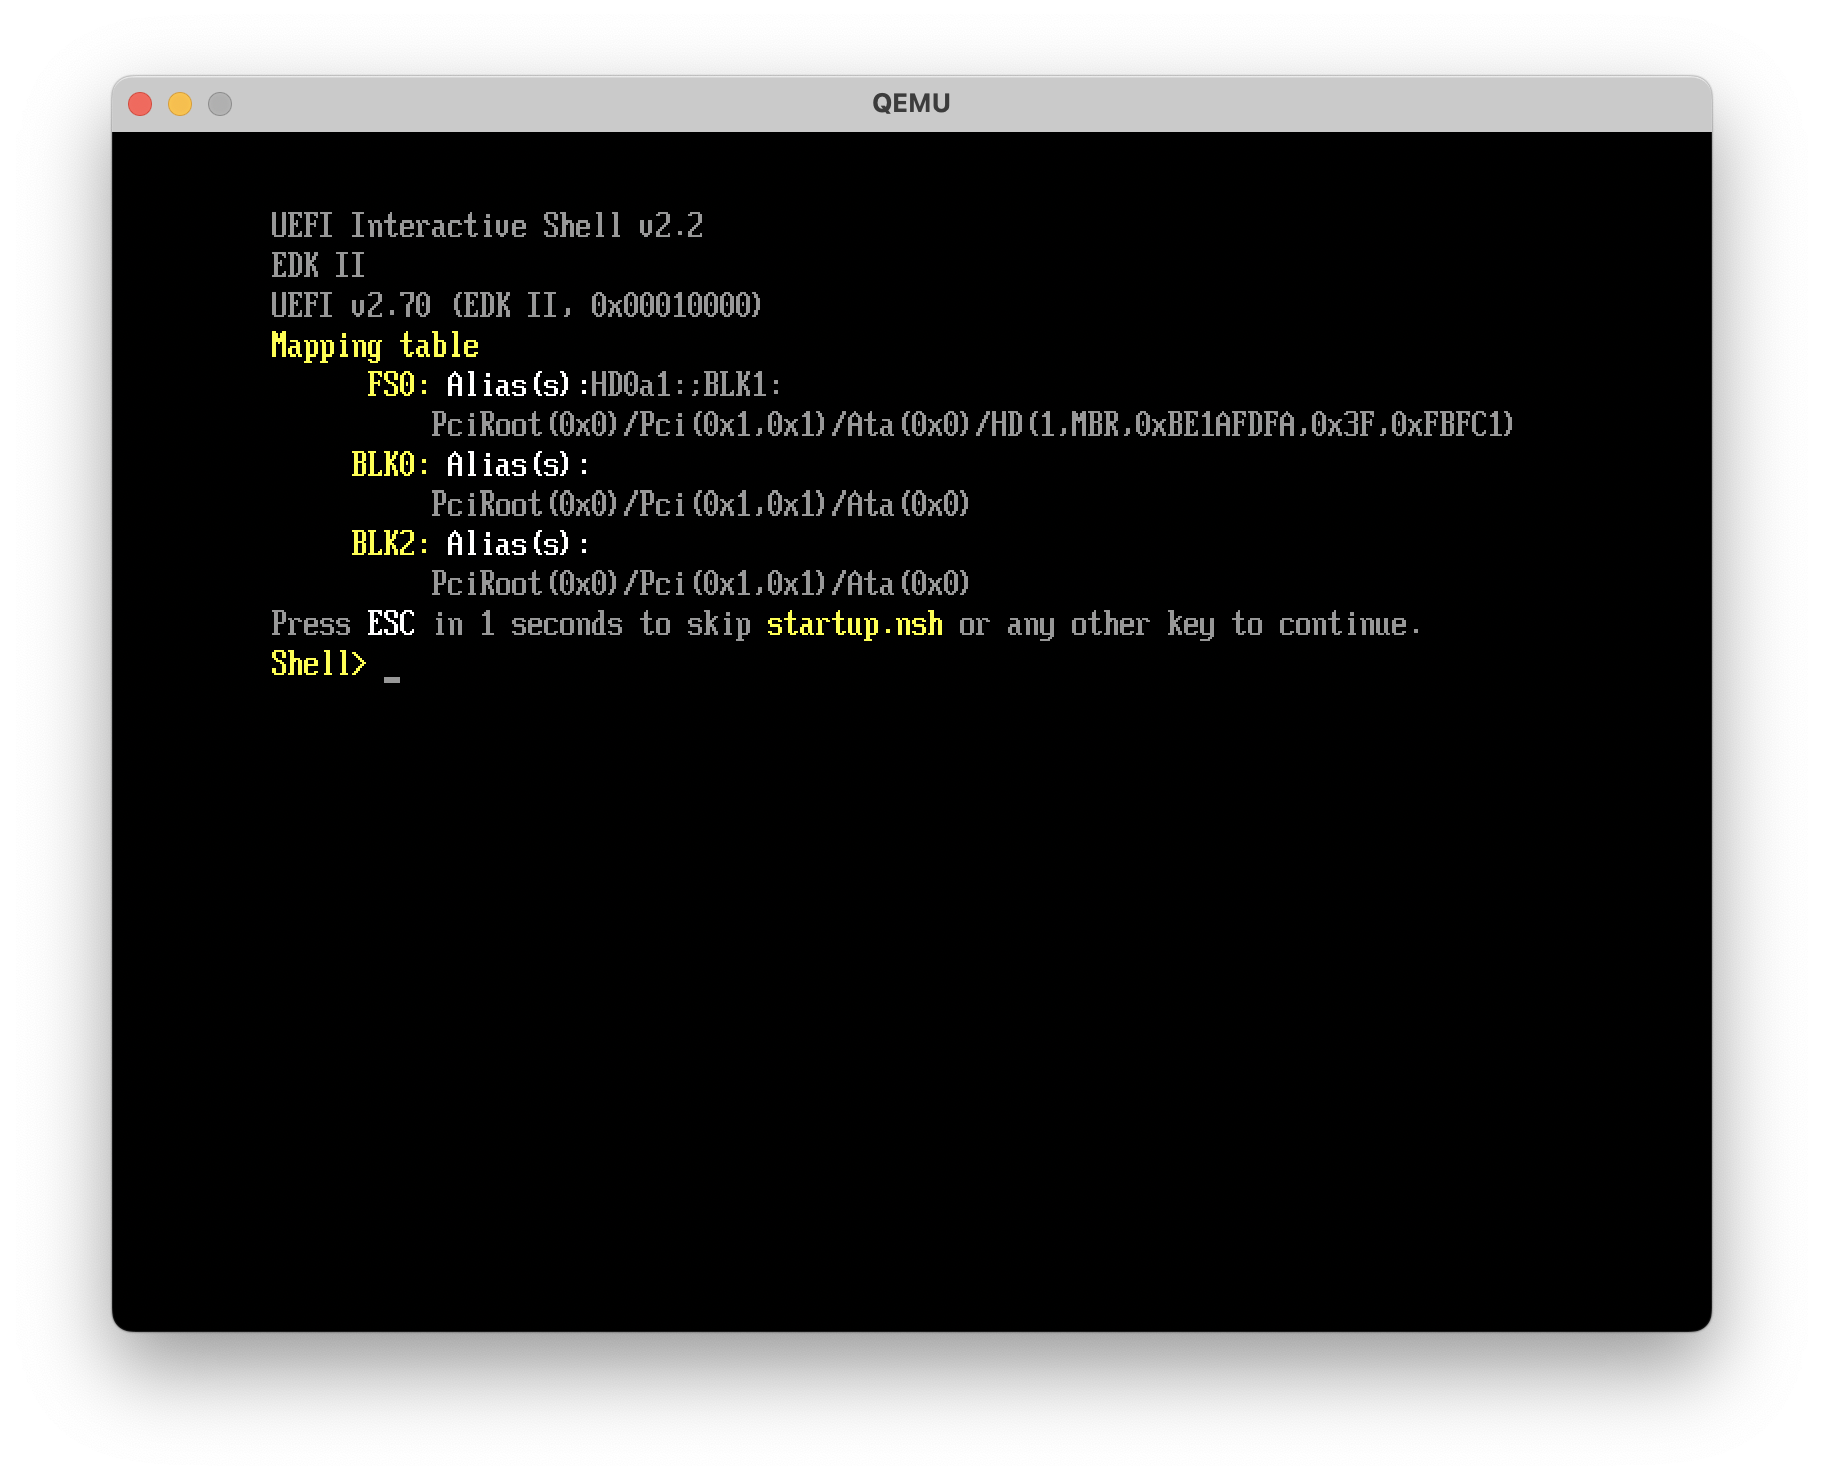 QEMU
UEFI Interactive Shell v2.2
EDK II
UEFI v2.70 (EDK II, 0x00010000)
Mapping table
FS0: Alias(s):HD0a1:;BLK1:
PciRoot(0x0)/Pci(0x1,0x1)/Ata(0x0)/HD(1,MBR,0xBE1AFDFA,0x3F,0xFBFC1)
BLK0: Alias(s):
PciRoot(0x0)/Pci(0x1,0x1)/Ata(0x0)
BLK2: Alias(s):
PciRoot(0x0)/Pci(0x1,0x1)/Ata(0x0)
Press ESC in 1 seconds to skip startup.nsh or any other key to continue.
Shell> _